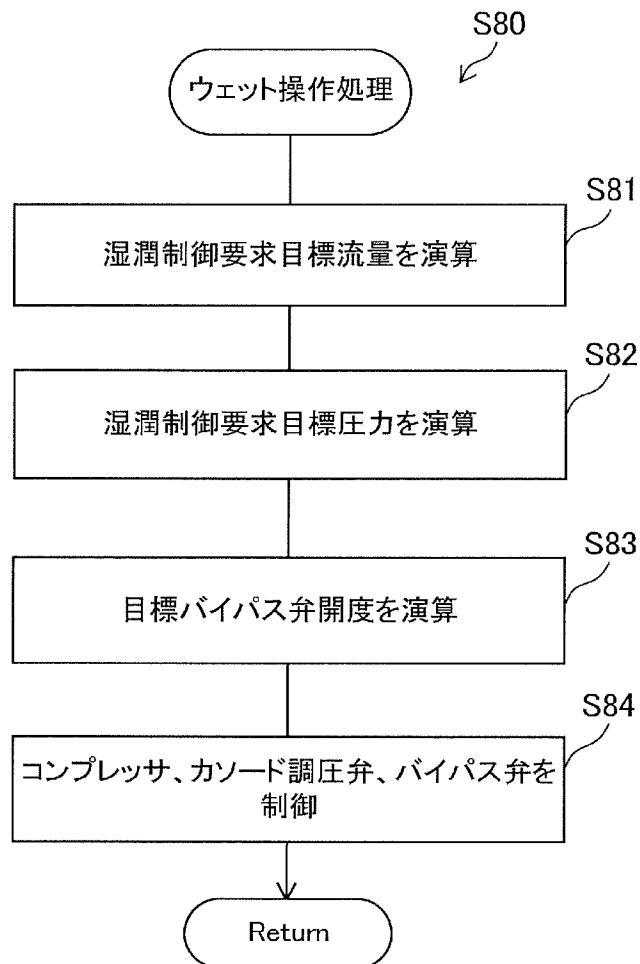 S80
ウェット操作処理
S81
湿潤制御要求目標流量を演算
S82
湿潤制御要求目標圧力を演算
S83
目標バイパス弁開度を演算
S84
コンプレッサ、カソード調圧弁、バイパス弁を
制御
Return